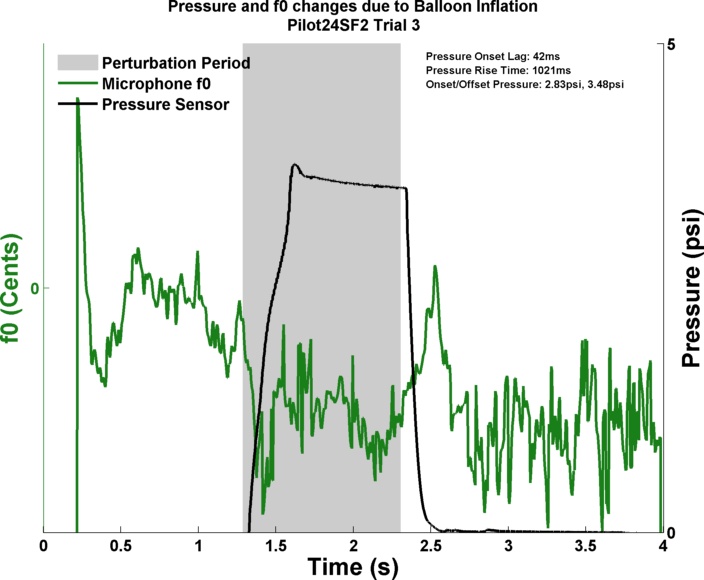 Pressure and f0 changes due to Balloon Inflation
Pilot24SF2 Trial 3
5
Perturbation Period
Microphone f0
Pressure Sensor
Pressure Onset Lag: 42ms
Pressure Rise Time: 1021ms
Onset/Offset Pressure: 2.83psi, 3.48psi
f0 (Cents)
0
Pressure (psi)
0
0
0.5
1
1.5
2
2.5
3
3.5
4
Time (s)